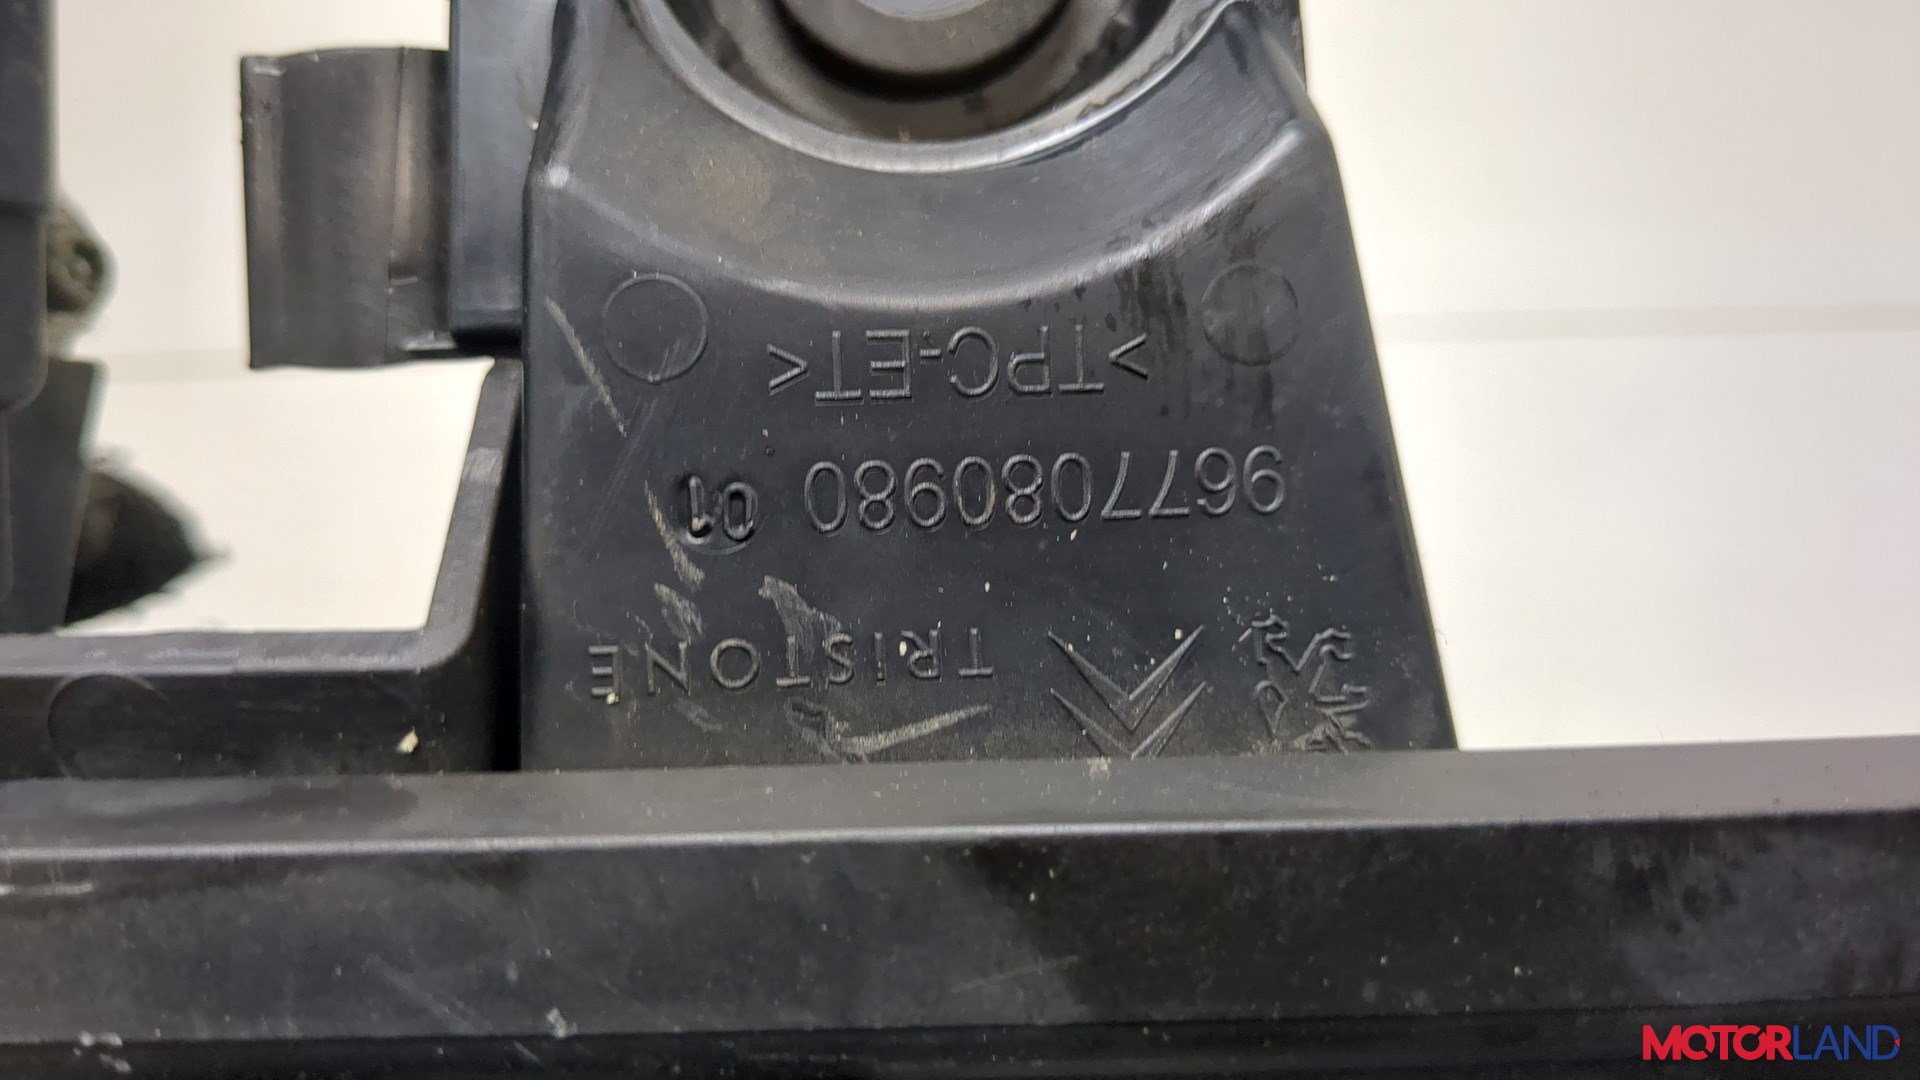 TRISTONE
9677080980 01
>TPC-ET<
MOTORLAND